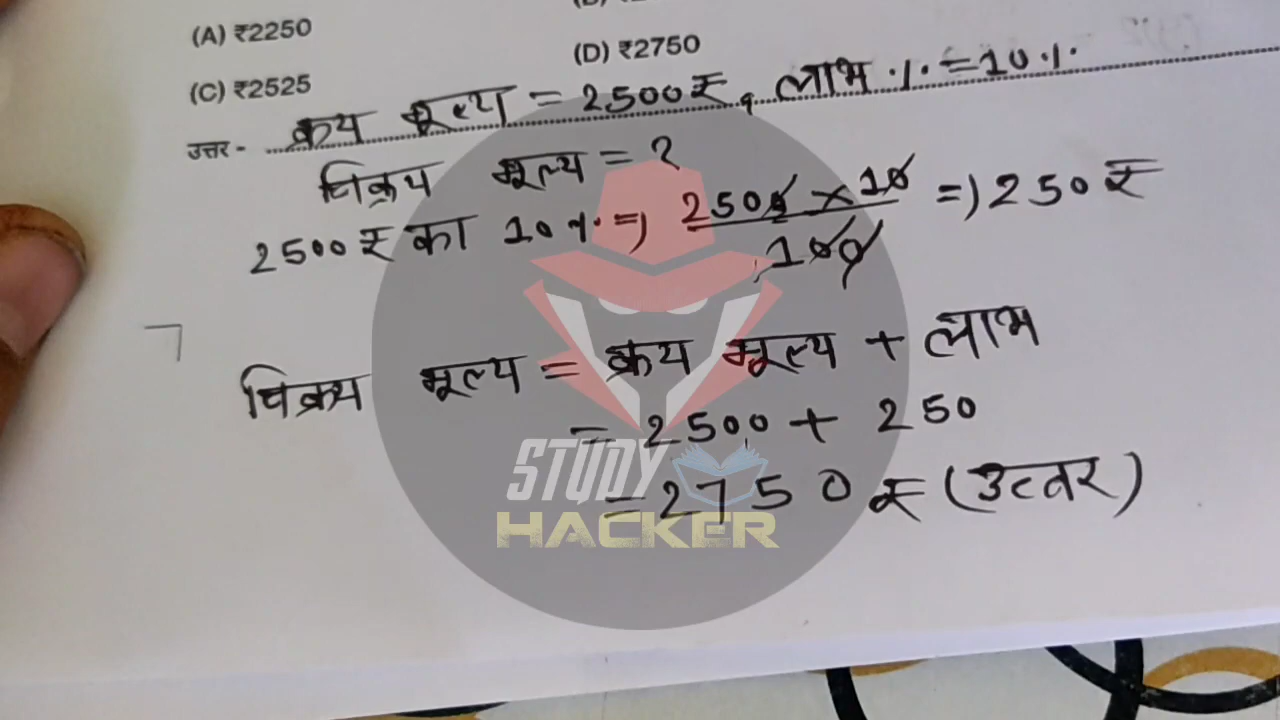 (A) ₹2250
(D) ₹2750
(C) ₹2525
उत्तर - क्रय मूल्य = 2500₹, लाभ % = 10%
विक्रय मूल्य = ?
2500₹ का 10% => 2500 × 10 / 100 => 250₹
विक्रय मूल्य = क्रय मूल्य + लाभ
= 2500 + 250
= 2750₹ (उत्तर)
STUDY
HACKER